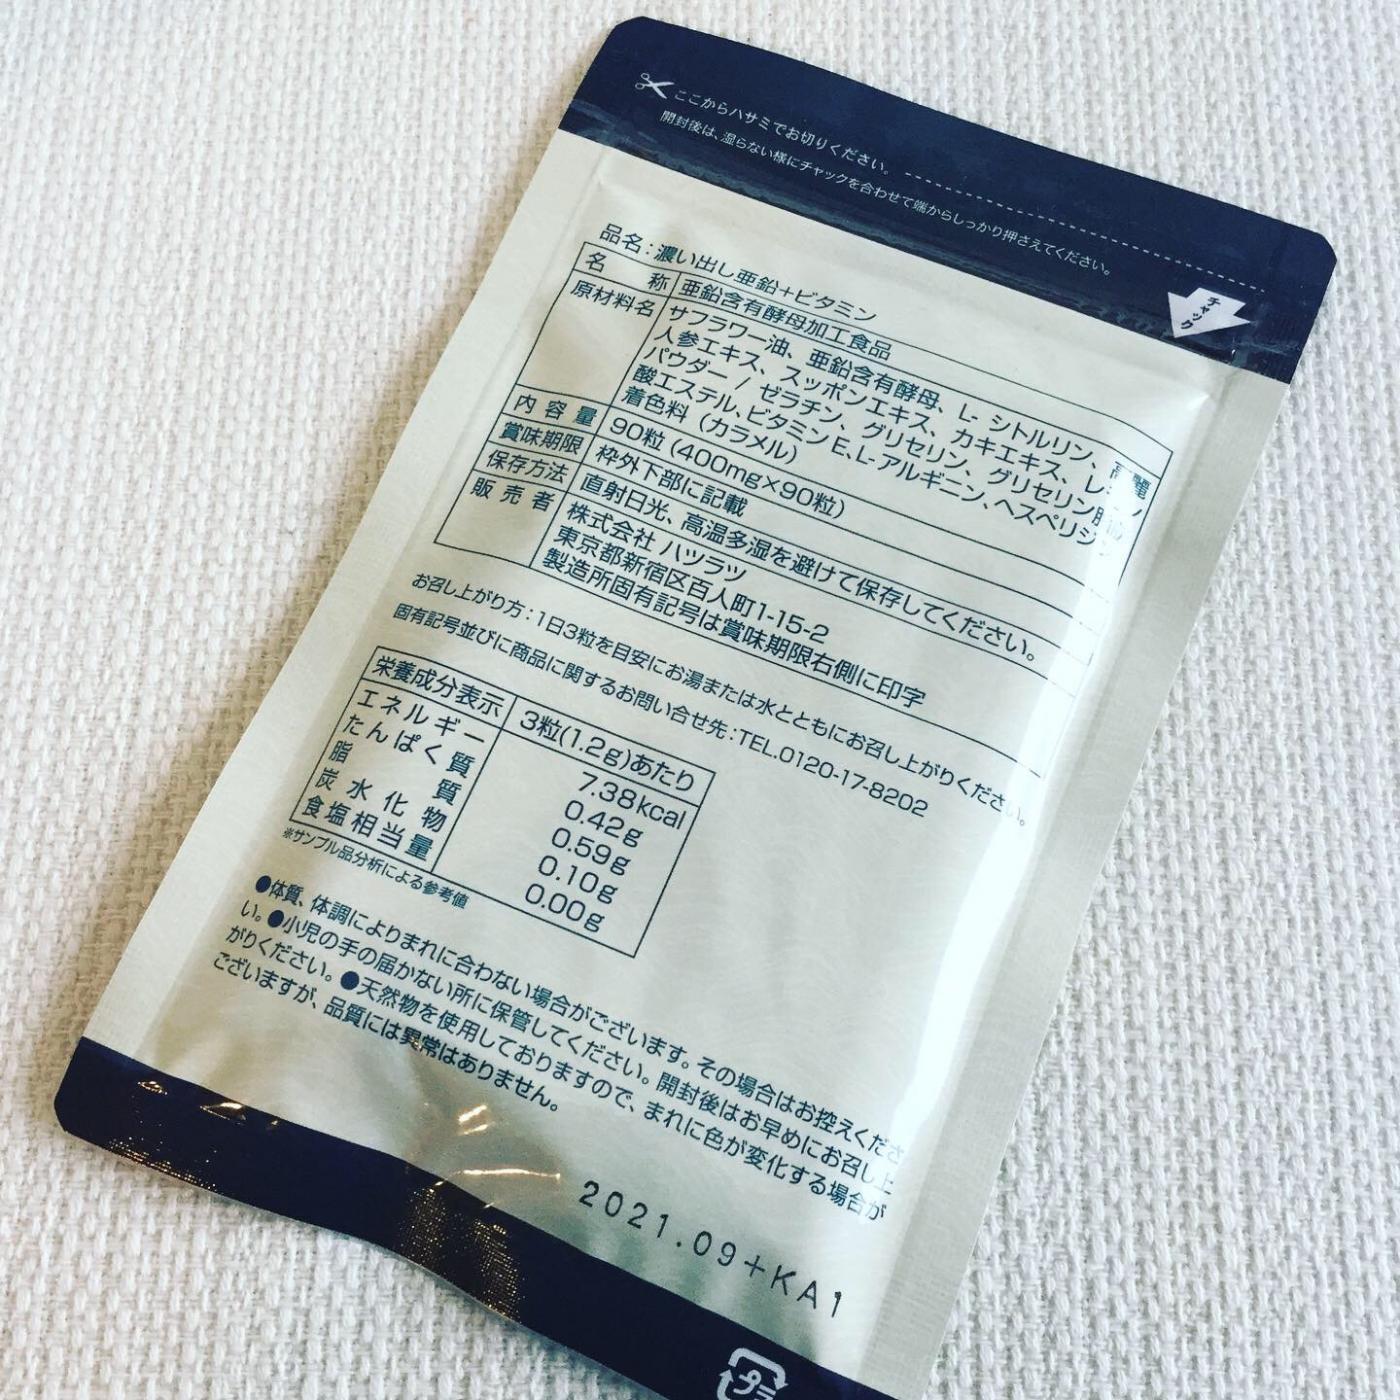 ここからハサミでお切りください。
開封後は、湿らない様にチャックを合わせて端からしっかり押さえてください。
チャック
品名：濃い出し亜鉛＋ビタミン
名称 亜鉛含有酵母加工食品
原材料名 サフラワー油、亜鉛含有酵母、L-シトルリン、高麗
人参エキス、スッポンエキス、カキエキス、レシチン
パウダー / ゼラチン、グリセリン、グリセリン脂肪
酸エステル、ビタミンE、L-アルギニン、ヘスペリジン
着色料（カラメル）
内容量 90粒（400mg×90粒）
賞味期限 枠外下部に記載
保存方法 直射日光、高温多湿を避けて保存してください。
販売者 株式会社 ハツラツ
東京都新宿区百人町1-15-2
製造所固有記号は賞味期限右側に印字
お召し上がり方：1日3粒を目安にお湯または水とともにお召し上がりください。
固有記号並びに商品に関するお問い合せ先：TEL.0120-17-8202
栄養成分表示 3粒(1.2g)あたり
エネルギー 7.38kcal
たんぱく質 0.42g
脂質 0.59g
炭水化物 0.10g
食塩相当量 0.00g
※サンプル品分析による参考値
●体質、体調によりまれに合わない場合がございます。その場合はお控えくださ
い。●小児の手の届かない所に保管してください。開封後はお早めにお召し上
がりください。●天然物を使用しておりますので、まれに色が変化する場合が
ございますが、品質には異常はありません。
2021.09+KA1
プラ